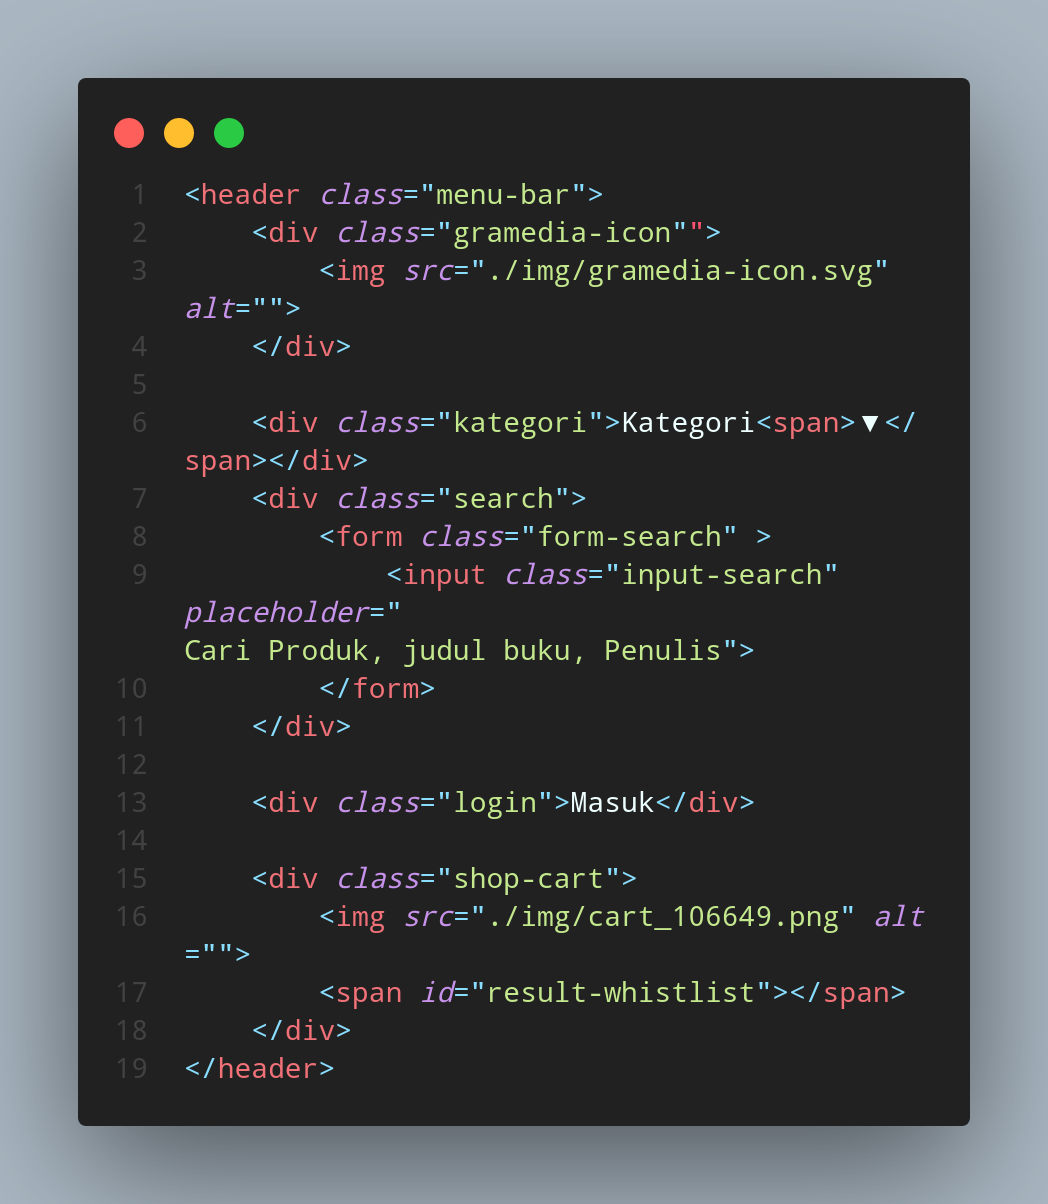 1 <header class="menu-bar">
2     <div class="gramedia-icon"">
3         <img src="./img/gramedia-icon.svg"
alt="">
4     </div>
5
6     <div class="kategori">Kategori<span>▼</
span></div>
7     <div class="search">
8         <form class="form-search" >
9             <input class="input-search"
placeholder="
Cari Produk, judul buku, Penulis">
10         </form>
11     </div>
12
13     <div class="login">Masuk</div>
14
15     <div class="shop-cart">
16         <img src="./img/cart_106649.png" alt
="">
17         <span id="result-whistlist"></span>
18     </div>
19 </header>